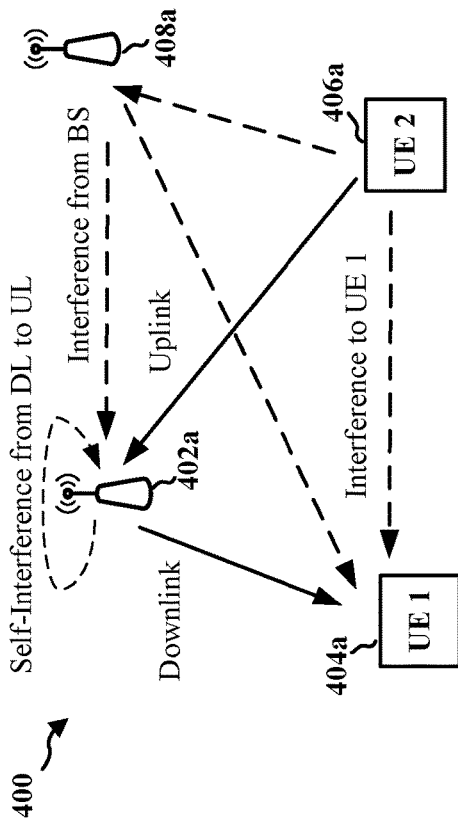 400
Self-Interference from DL to UL
402a
Interference from BS
408a
Downlink
Uplink
404a
UE 1
Interference to UE 1
406a
UE 2